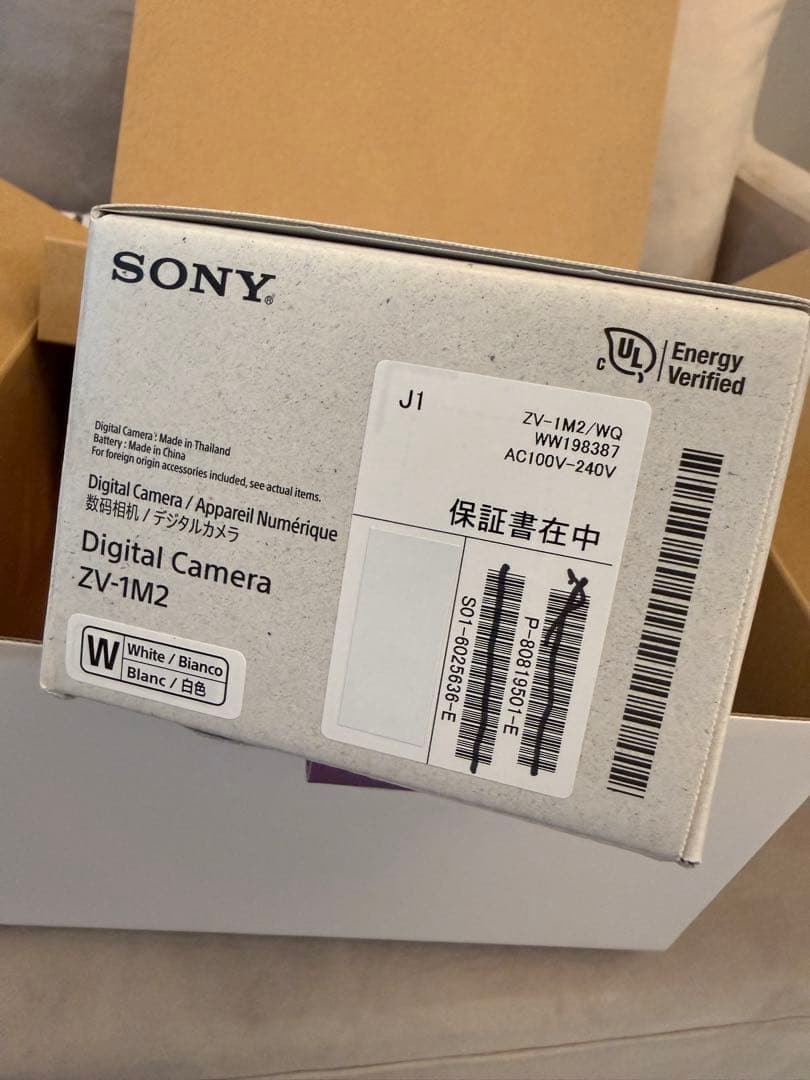 SONY®
c UL Energy
Verified
Digital Camera : Made in Thailand
Battery : Made in China
For foreign origin accessories included, see actual items.
Digital Camera / Appareil Numérique
数码相机 / デジタルカメラ
Digital Camera
ZV-1M2
W White / Bianco
Blanc / 白色
J1
ZV-1M2/WQ
WW198387
AC100V-240V
保証書在中
S01-6025636-E
P-80819501-E